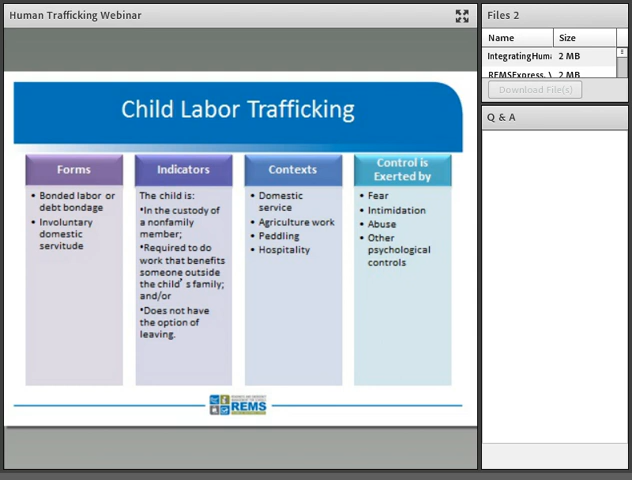 Human Trafficking Webinar
Child Labor Trafficking
Forms
• Bonded labor or
debt bondage
• Involuntary
domestic
servitude
Indicators
The child is:
•In the custody of
a nonfamily
member;
•Required to do
work that benefits
someone outside
the child's family;
and/or
•Does not have
the option of
leaving.
Contexts
• Domestic
service
• Agriculture work
• Peddling
• Hospitality
Control is
Exerted by
• Fear
• Intimidation
• Abuse
• Other
psychological
controls
REMS
Files 2
Name Size
IntegratingHum 2 MB
REMSExpress. 2 MB
Download File(s)
Q & A